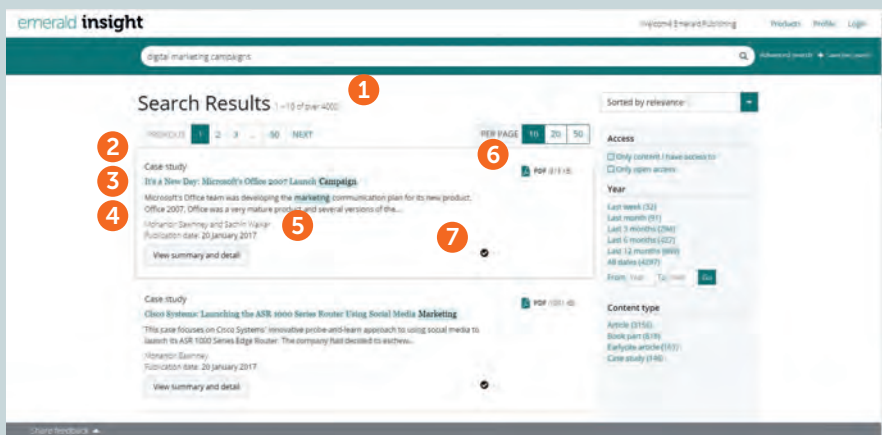 emerald insight
Welcome Emerald Publishing Products Profile Login
digital marketing campaigns
Advanced search
1
Search Results 1 – 10 of over 4000
Sorted by relevance
PREVIOUS 1 2 3 ... 50 NEXT
PER PAGE 10 20 50
2
6
Access
Only content I have access to
Only open access
Case study
PDF
3
It's a New Day: Microsoft's Office 2007 Launch Campaign
Year
Microsoft's Office team was developing the marketing communication plan for its new product,
Office 2007. Office was a very mature product and several versions of the...
4
5
Mohanbir Sawhney and Sachin Waikar
Publication date: 20 January 2017
7
View summary and detail
Last week (32)
Last month (91)
Last 3 months
Last 6 months
Last 12 months
All dates
From Year To Year Go
Case study
PDF
Content type
Cisco Systems: Launching the ASR 1000 Series Router Using Social Media Marketing
This case focuses on Cisco Systems' innovative probe-and-learn approach to using social media to
launch its ASR 1000 Series Edge Router. The company had decided to eschew...
Mohanbir Sawhney
Publication date: 20 January 2017
View summary and detail
Article
Book part
Earlycite article
Case study
Share feedback